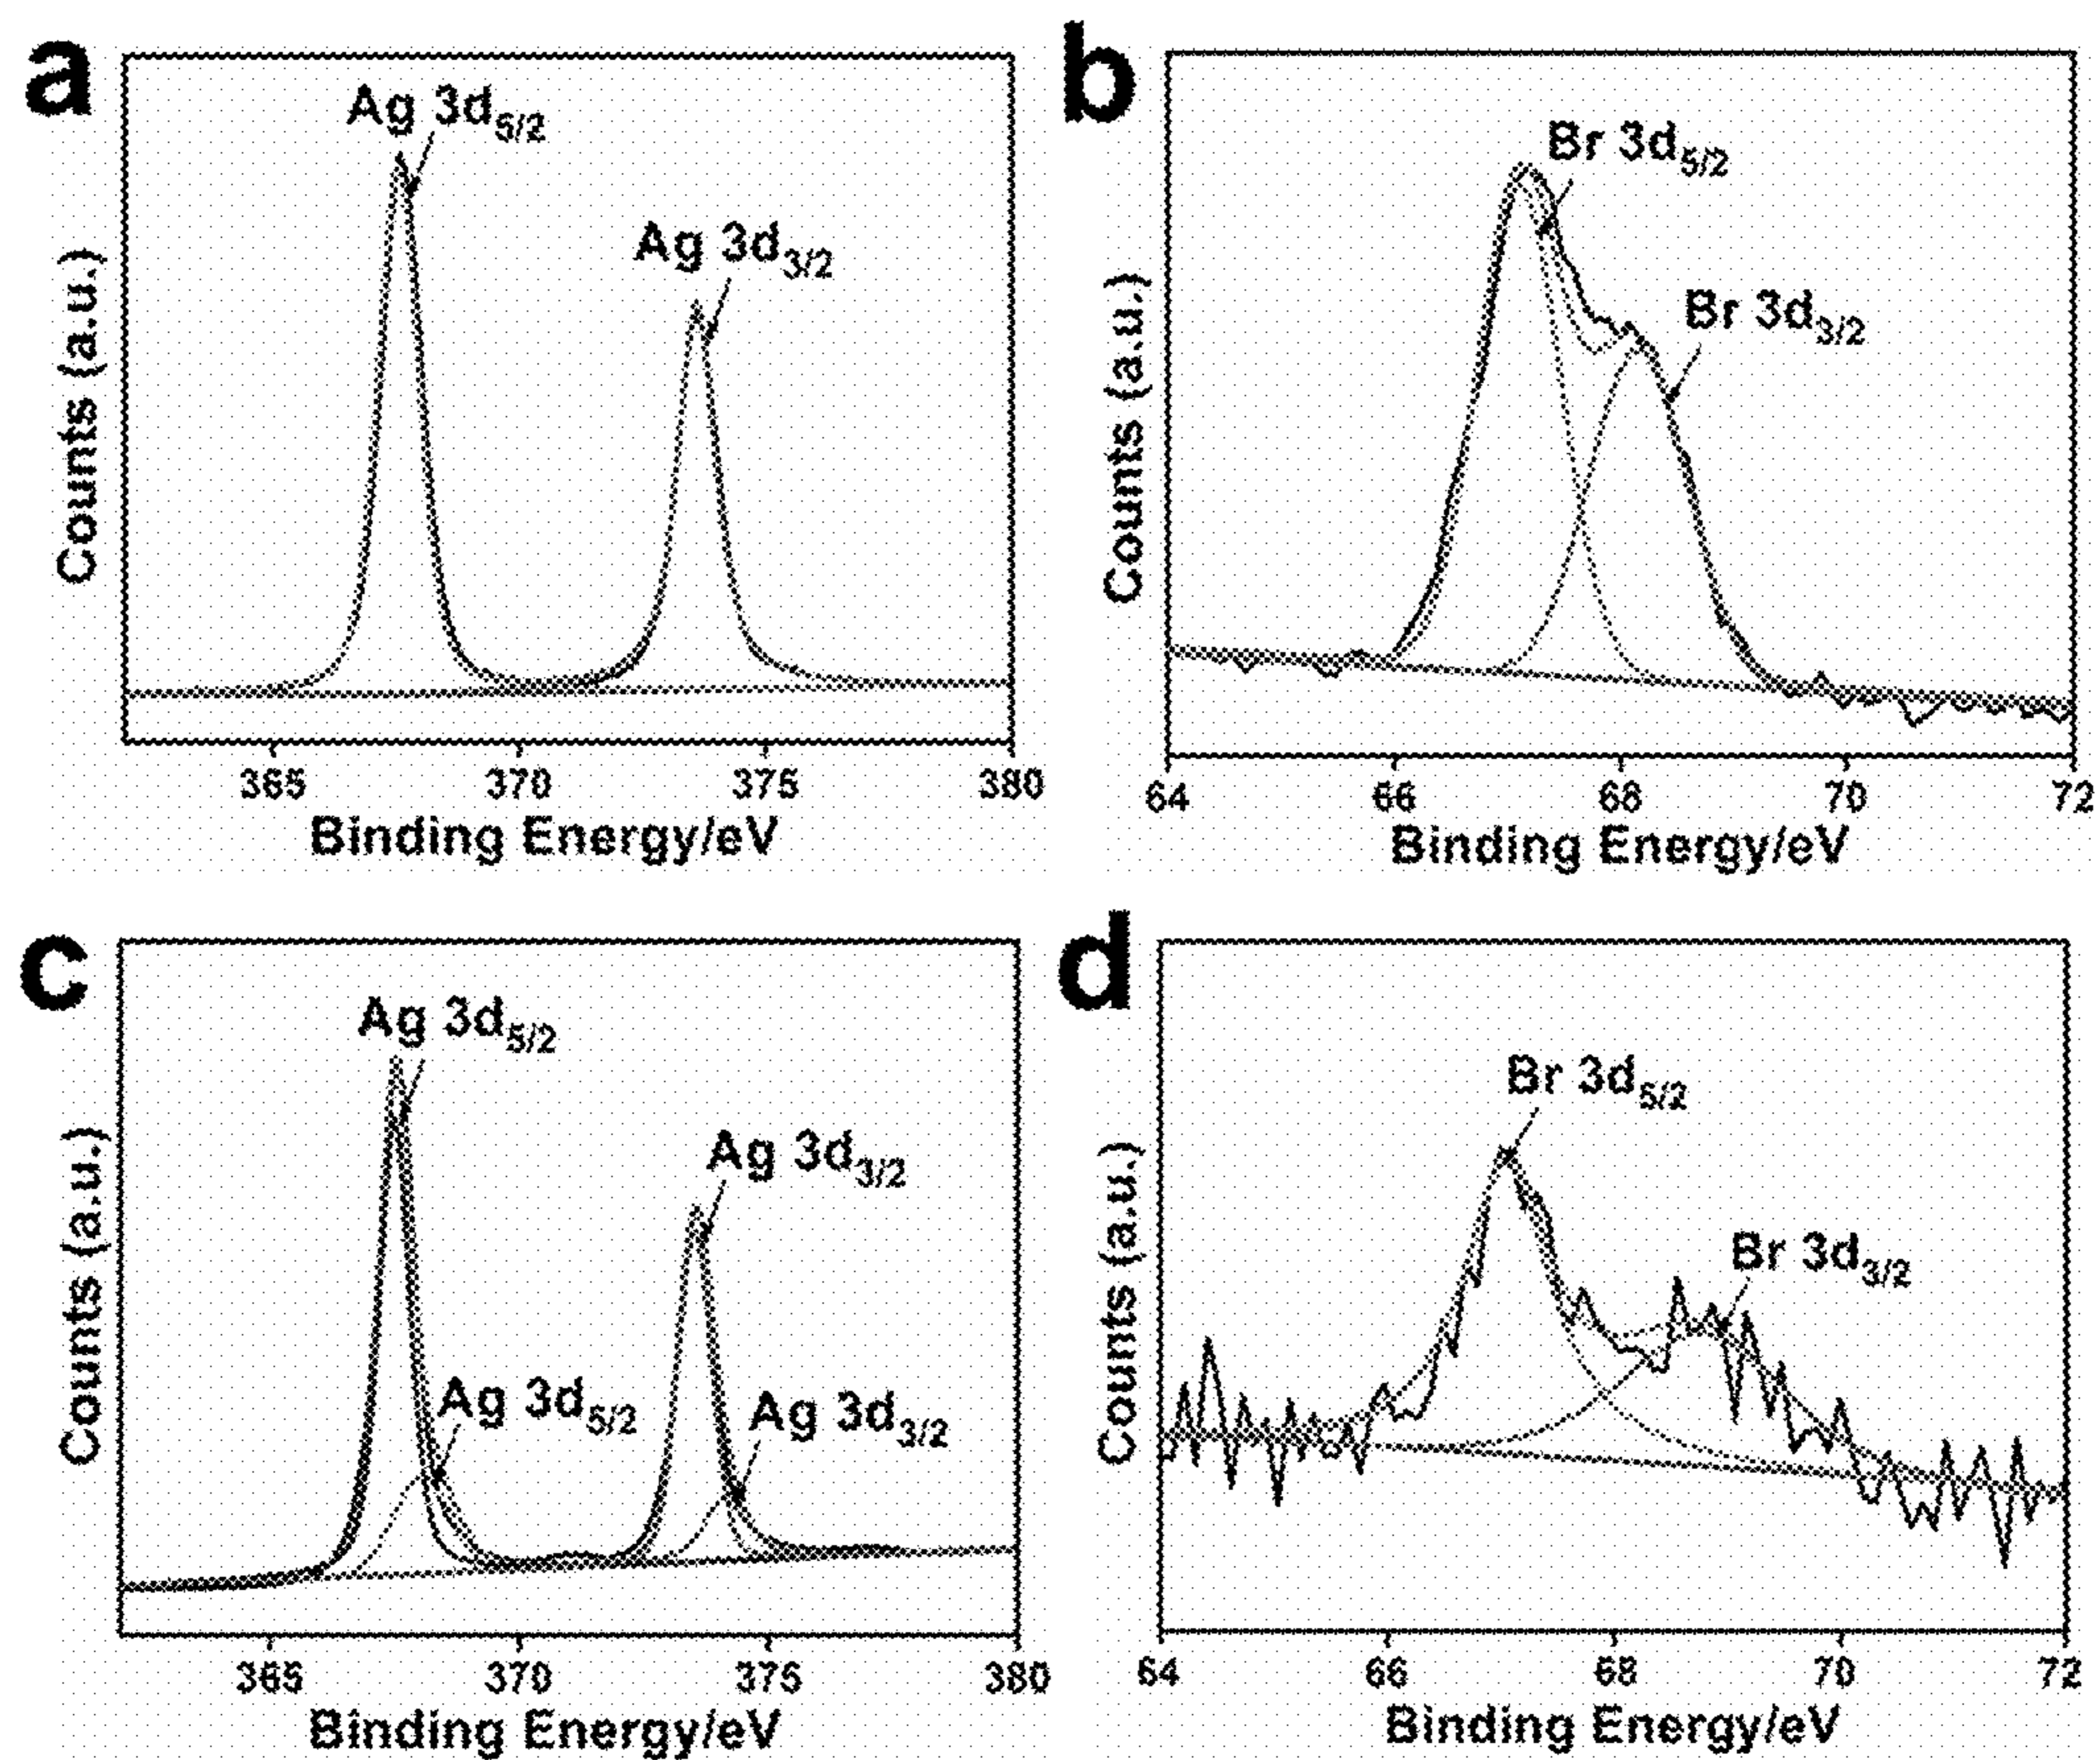 a
Ag 3d5/2
Ag 3d3/2
Counts (a.u.)
365 370 375 380
Binding Energy/eV
b
Br 3d5/2
Br 3d3/2
Counts (a.u.)
64 66 68 70 72
Binding Energy/eV
c
Ag 3d5/2
Ag 3d3/2
Ag 3d5/2
Ag 3d3/2
Counts (a.u.)
365 370 375 380
Binding Energy/eV
d
Br 3d5/2
Br 3d3/2
Counts (a.u.)
64 66 68 70 72
Binding Energy/eV